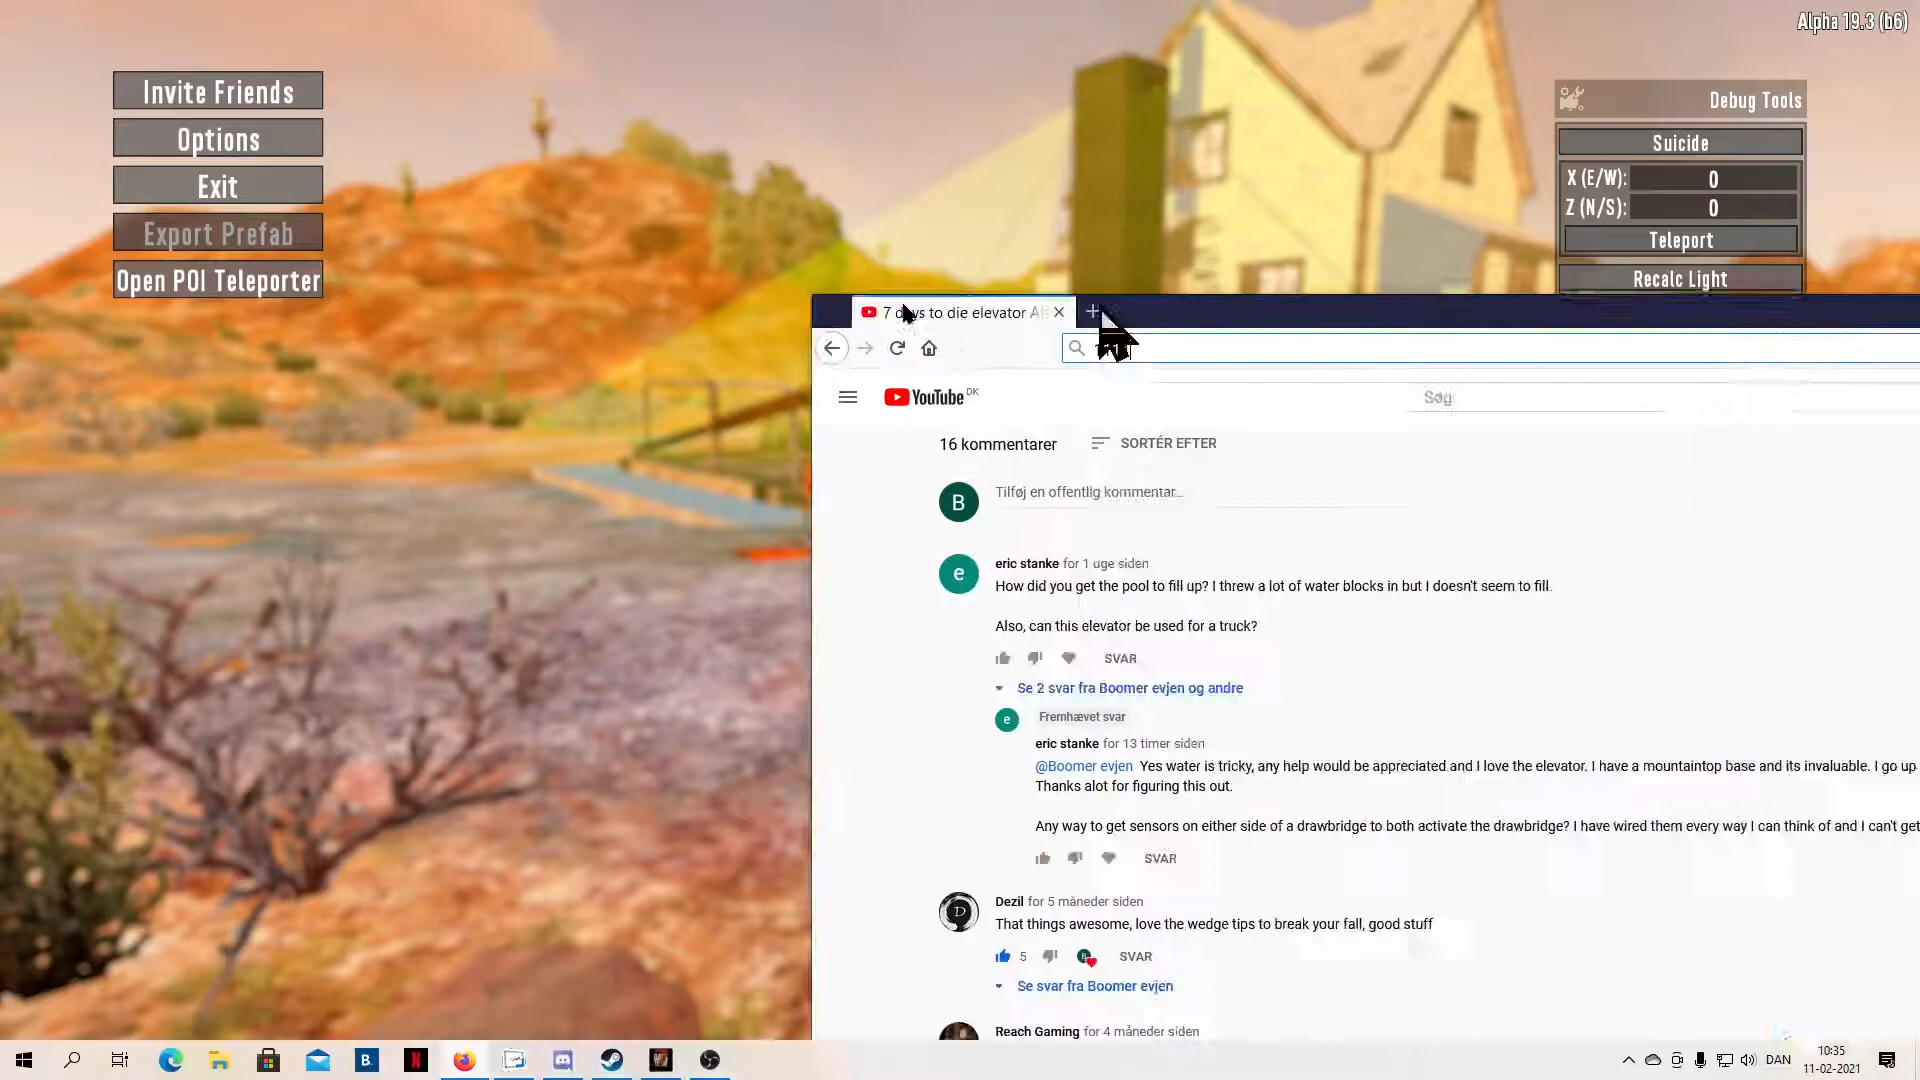 Alpha 19.3 (b6)
Invite Friends
Options
Exit
Export Prefab
Open POI Teleporter
Debug Tools
Suicide
X (E/W): 0
Z (N/S): 0
Teleport
Recalc Light
7 days to die elevator
YouTube DK
Søg
16 kommentarer SORTÉR EFTER
B Tilføj en offentlig kommentar...
e eric stanke for 1 uge siden
How did you get the pool to fill up? I threw a lot of water blocks in but I doesn't seem to fill.
Also, can this elevator be used for a truck?
SVAR
Se 2 svar fra Boomer evjen og andre
e Fremhævet svar
eric stanke for 13 timer siden
@Boomer evjen Yes water is tricky, any help would be appreciated and I love the elevator. I have a mountaintop base and its invaluable. I go up
Thanks alot for figuring this out.
Any way to get sensors on either side of a drawbridge to both activate the drawbridge? I have wired them every way I can think of and I can't get
SVAR
D Dezil for 5 måneder siden
That things awesome, love the wedge tips to break your fall, good stuff
5 SVAR
Se svar fra Boomer evjen
Reach Gaming for 4 måneder siden
B. N DAN 10:35
11-02-2021